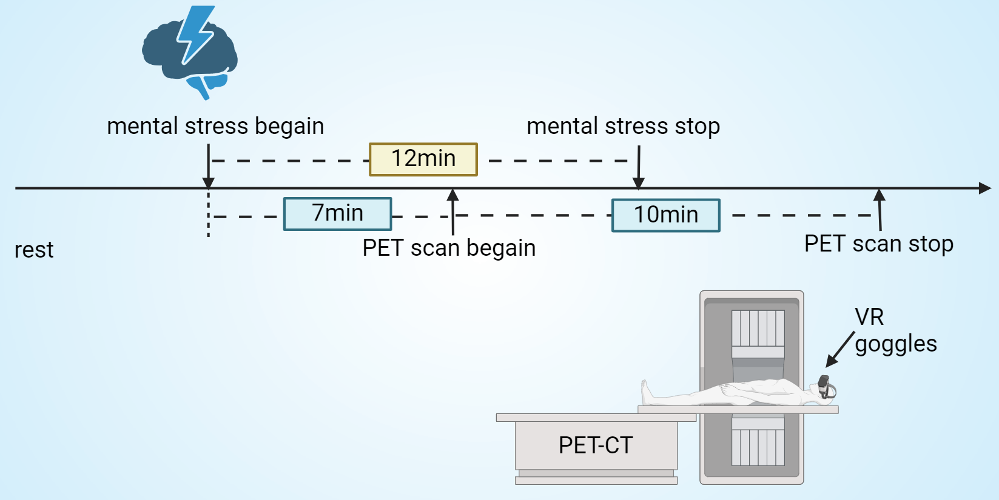 mental stress begain
mental stress stop
12min
7min
10min
rest
PET scan begain
PET scan stop
VR
goggles
PET-CT